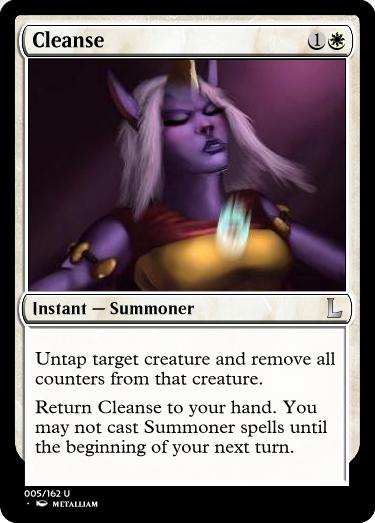 Cleanse 1
Instant — Summoner L
Untap target creature and remove all
counters from that creature.
Return Cleanse to your hand. You
may not cast Summoner spells until
the beginning of your next turn.
005/162 U
· METALLIAM